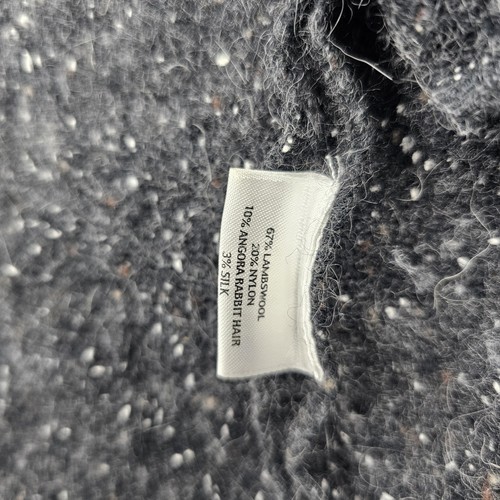 67% LAMBSWOOL
20% NYLON
10% ANGORA RABBIT HAIR
3% SILK